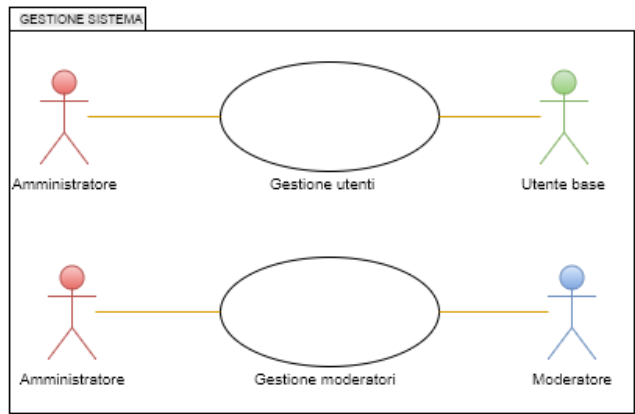 GESTIONE SISTEMA
Amministratore
Gestione utenti
Utente base
Amministratore
Gestione moderatori
Moderatore